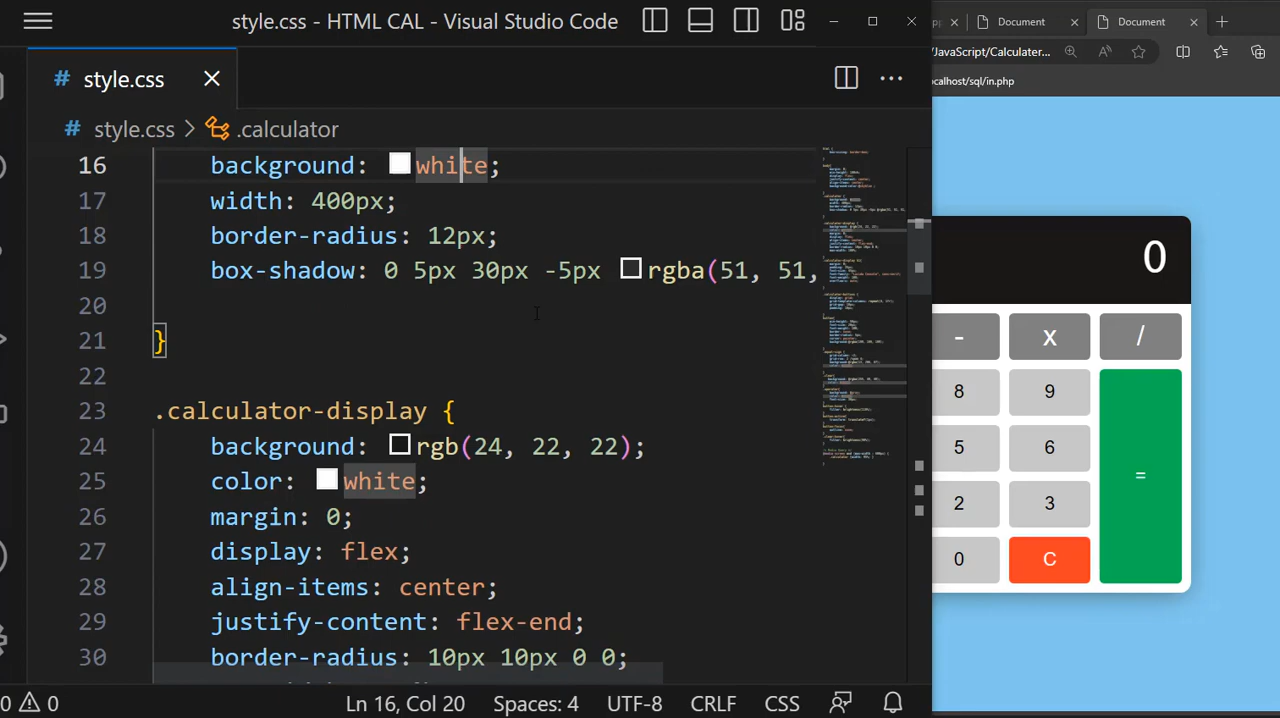 style.css - HTML CAL - Visual Studio Code
# style.css
# style.css > .calculator
16 background: white;
17 width: 400px;
18 border-radius: 12px;
19 box-shadow: 0 5px 30px -5px rgba(51, 51,
20
21 }
22
23 .calculator-display {
24 background: rgb(24, 22, 22);
25 color: white;
26 margin: 0;
27 display: flex;
28 align-items: center;
29 justify-content: flex-end;
30 border-radius: 10px 10px 0 0;
0 0
Ln 16, Col 20 Spaces: 4 UTF-8 CRLF CSS
Document Document
/JavaScript/Calculater...
ocalhost/sql/in.php
0
- x /
8 9
5 6
=
2 3
0 C